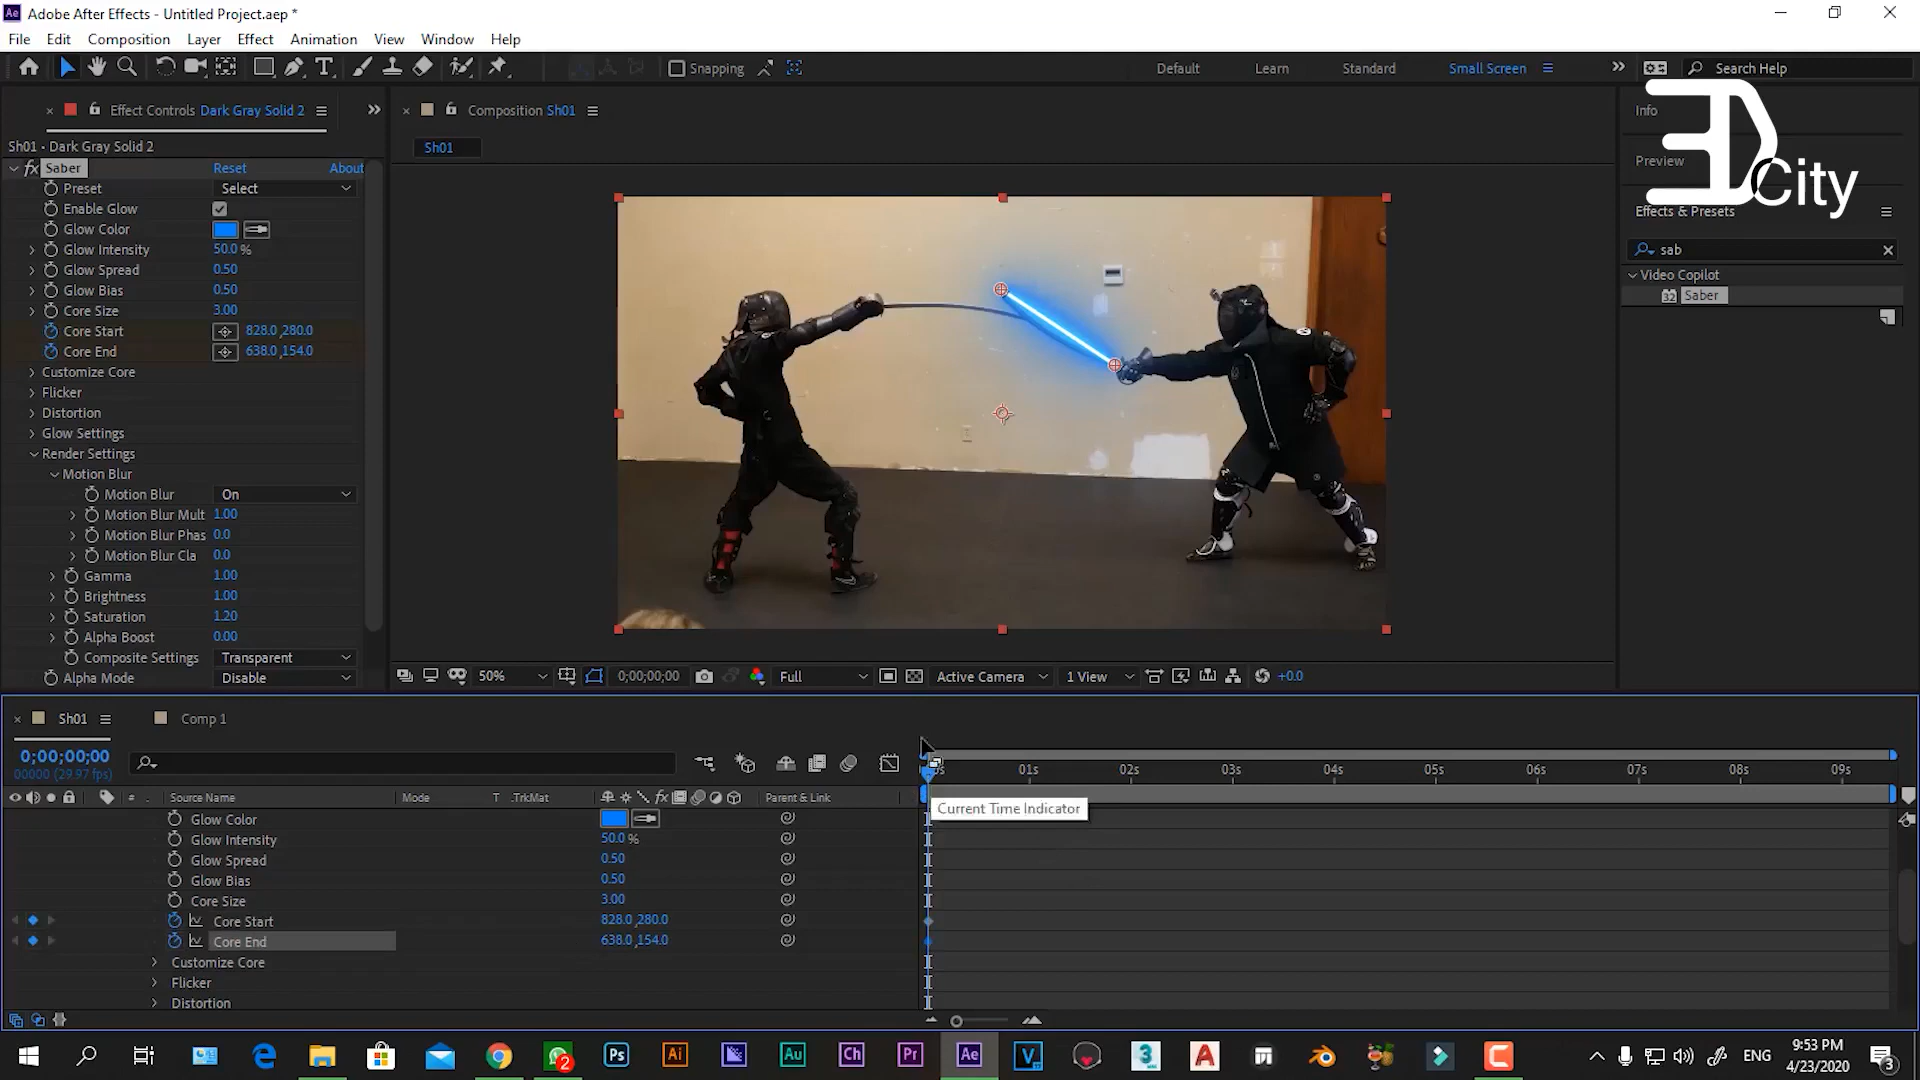 Adobe After Effects - Untitled Project.aep *
File Edit Composition Layer Effect Animation View Window Help
Snapping Default Learn Standard Small Screen Search Help
Effect Controls Dark Gray Solid 2
Composition Sh01
Info
Sh01
Sh01 - Dark Gray Solid 2
Preview
3D City
Saber Reset About
Preset Select
Enable Glow
Effects & Presets
Glow Color
Glow Intensity 50.0 %
sab
Glow Spread 0.50
Video Copilot
Glow Bias 0.50
32 Saber
Core Size 3.00
Core Start 828.0 ,280.0
Core End 638.0 ,154.0
Customize Core
Flicker
Distortion
Glow Settings
Render Settings
Motion Blur
Motion Blur On
Motion Blur Mult 1.00
Motion Blur Phas 0.0
Motion Blur Cla 0.0
Gamma 1.00
Brightness 1.00
Saturation 1.20
Alpha Boost 0.00
Composite Settings Transparent
Alpha Mode Disable
50% 0;00;00;00 Full Active Camera 1 View +0.0
Sh01 Comp 1
0;00;00;00
00000 (29.97 fps)
01s 02s 03s 04s 05s 06s 07s 08s 09s
# Source Name Mode T .TrkMat fx Parent & Link
Current Time Indicator
Glow Color
Glow Intensity 50.0 %
Glow Spread 0.50
Glow Bias 0.50
Core Size 3.00
Core Start 828.0 ,280.0
Core End 638.0 ,154.0
Customize Core
Flicker
Distortion
2 Ps Ai Au Ch Pr Ae V 3 A C ENG 9:53 PM
4/23/2020 3